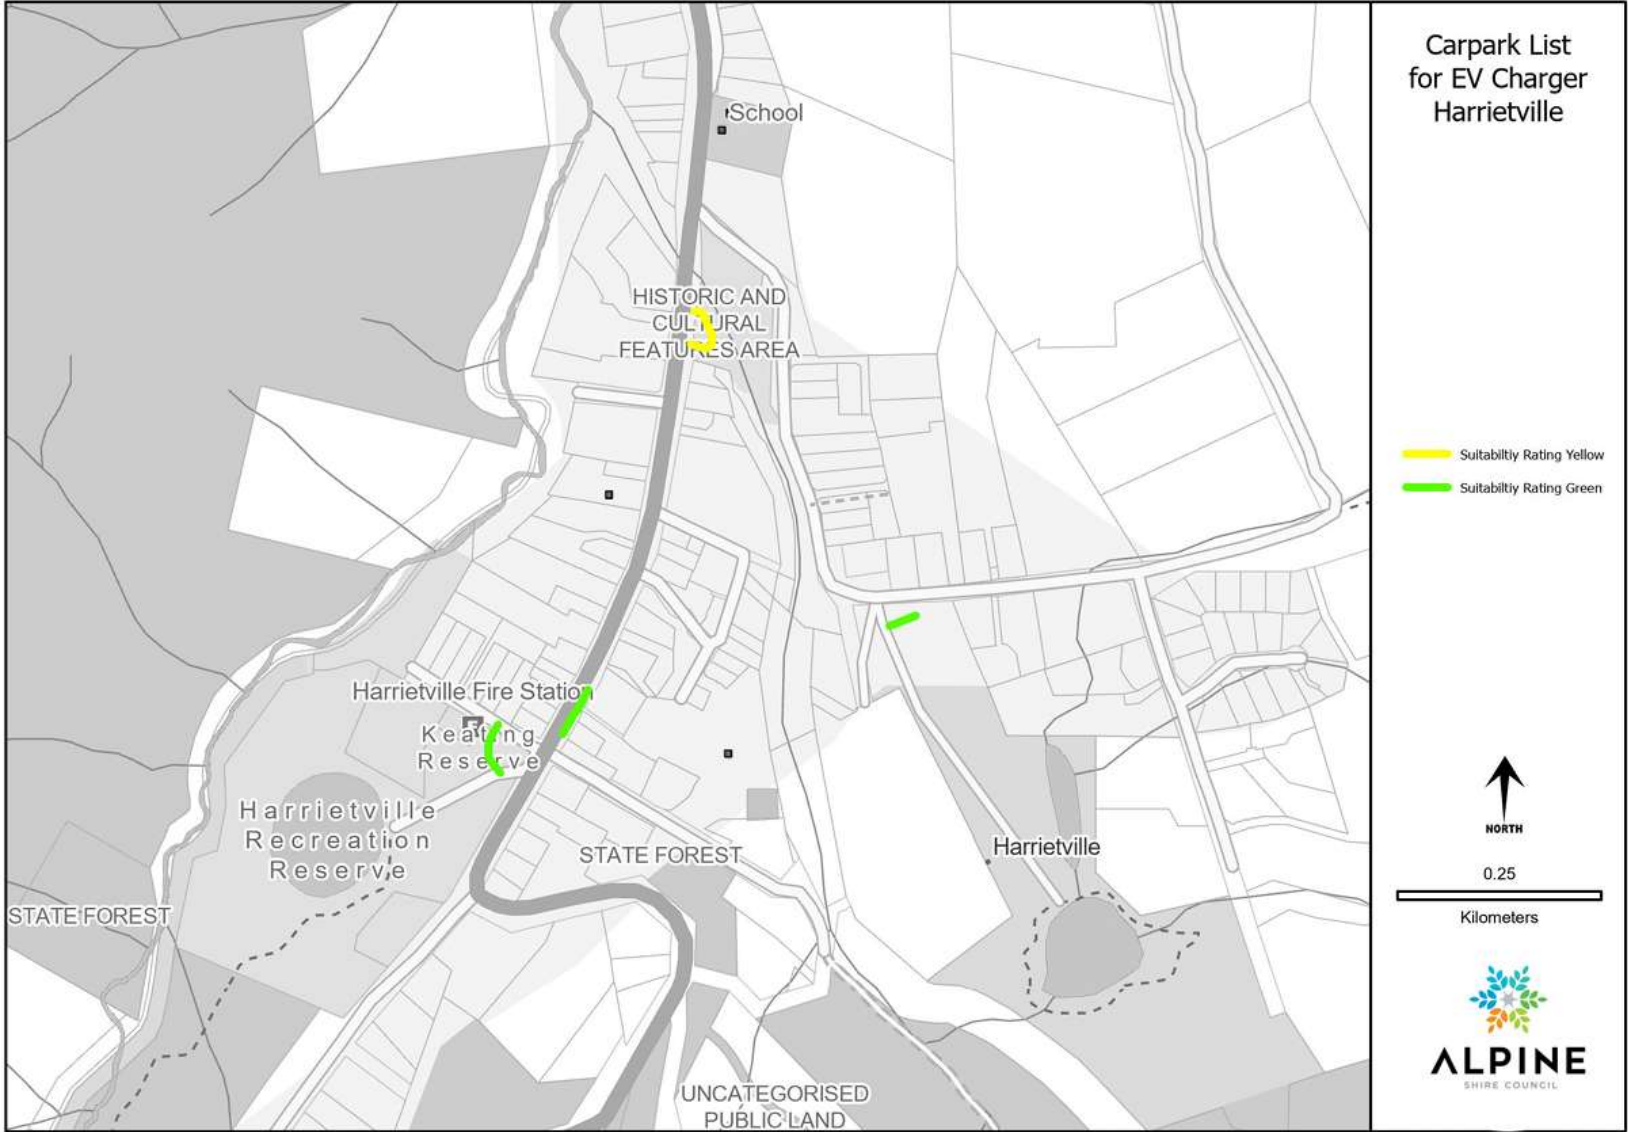 School
HISTORIC AND
CULTURAL
FEATURES AREA
Harrietville Fire Station
F
Keating
Reserve
Harrietville
Recreation
Reserve
STATE FOREST
STATE FOREST
Harrietville
UNCATEGORISED
PUBLIC LAND
Carpark List
for EV Charger
Harrietville
Suitabiltiy Rating Yellow
Suitabiltiy Rating Green
NORTH
0.25
Kilometers
ALPINE
SHIRE COUNCIL